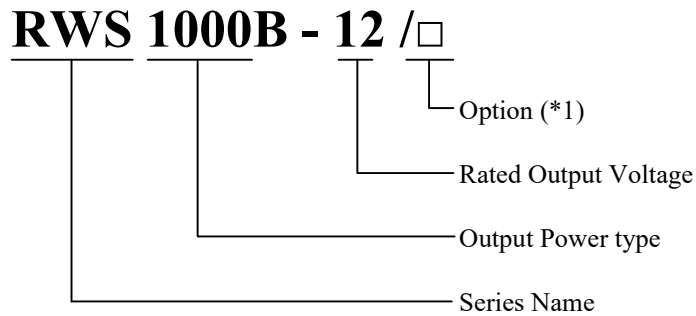 RWS 1000B - 12 /□
Option (*1)
Rated Output Voltage
Output Power type
Series Name